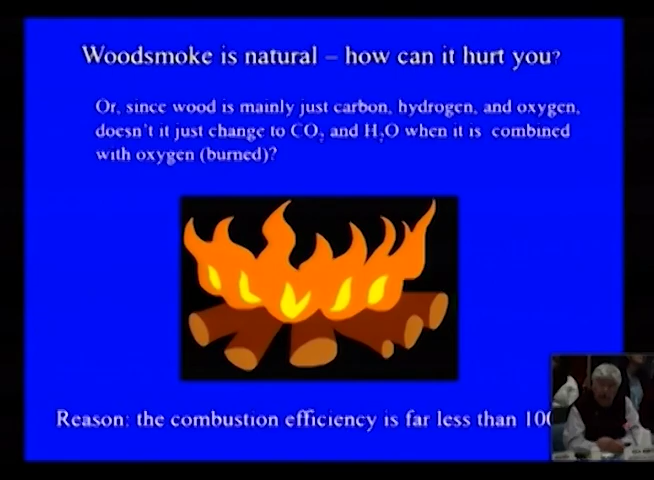 Woodsmoke is natural – how can it hurt you?
Or, since wood is mainly just carbon, hydrogen, and oxygen,
doesn't it just change to CO₂ and H₂O when it is combined
with oxygen (burned)?
Reason: the combustion efficiency is far less than